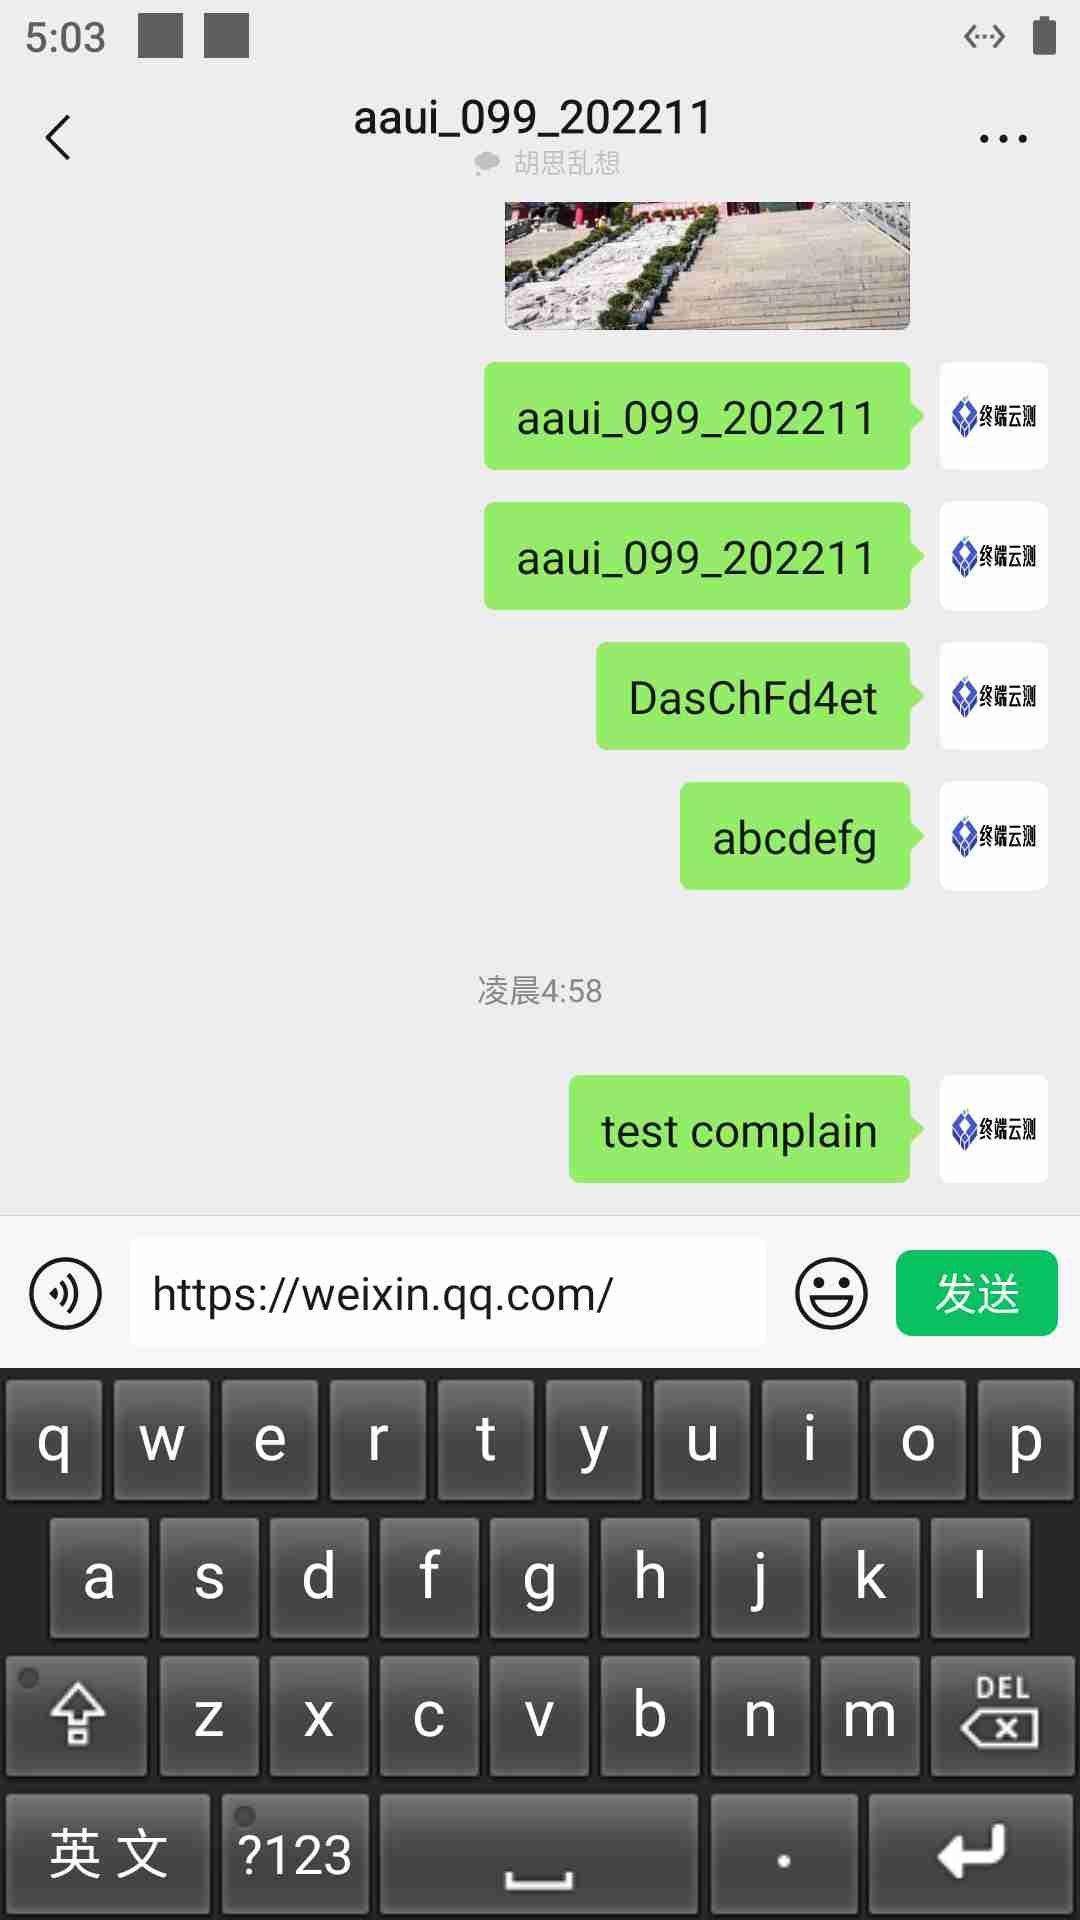 5:03
aaui_099_202211
胡思乱想
aaui_099_202211
终端云测
aaui_099_202211
终端云测
DasChFd4et
终端云测
abcdefg
终端云测
凌晨4:58
test complain
终端云测
https://weixin.qq.com/
发送
q w e r t y u i o p
a s d f g h j k l
z x c v b n m DEL
英文 ?123 .